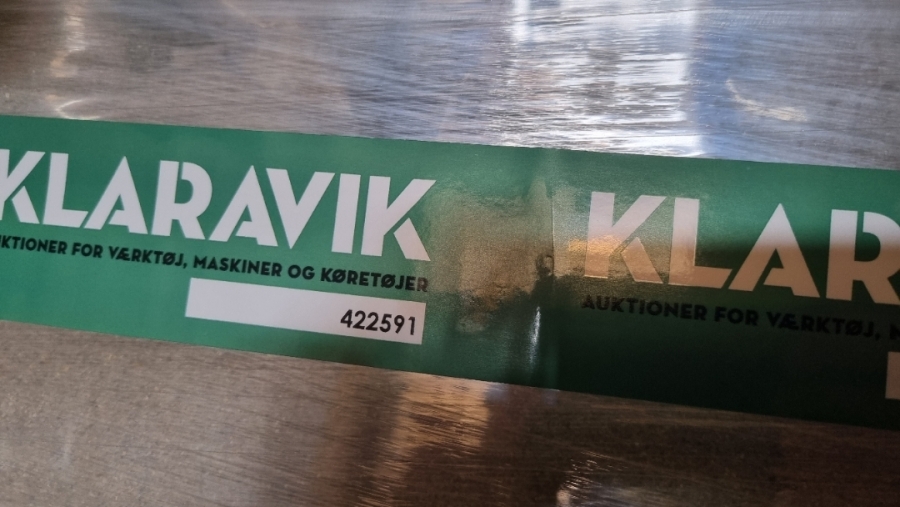 KLARAVIK
AUKTIONER FOR VÆRKTØJ, MASKINER OG KØRETØJER
422591
KLAR
AUKTIONER FOR VÆRKTØJ,